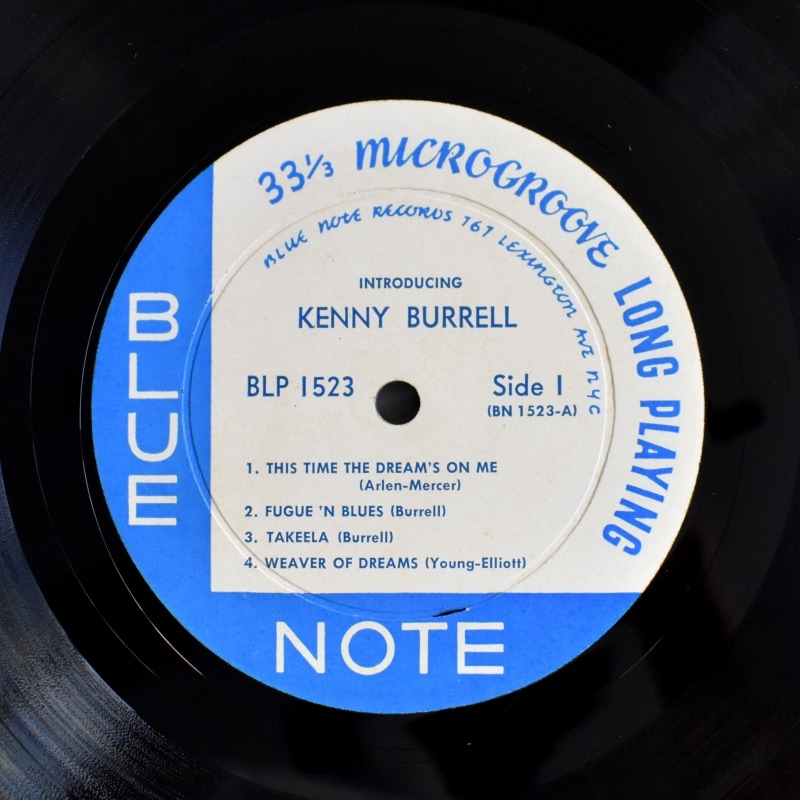 33⅓ MICROGROOVE LONG PLAYING
BLUE NOTE RECORDS 767 LEXINGTON AVE NYC
INTRODUCING
KENNY BURRELL
BLP 1523
Side 1
(BN 1523-A)
1. THIS TIME THE DREAM'S ON ME
(Arlen-Mercer)
2. FUGUE 'N BLUES (Burrell)
3. TAKEELA (Burrell)
4. WEAVER OF DREAMS (Young-Elliott)
BLUE
NOTE